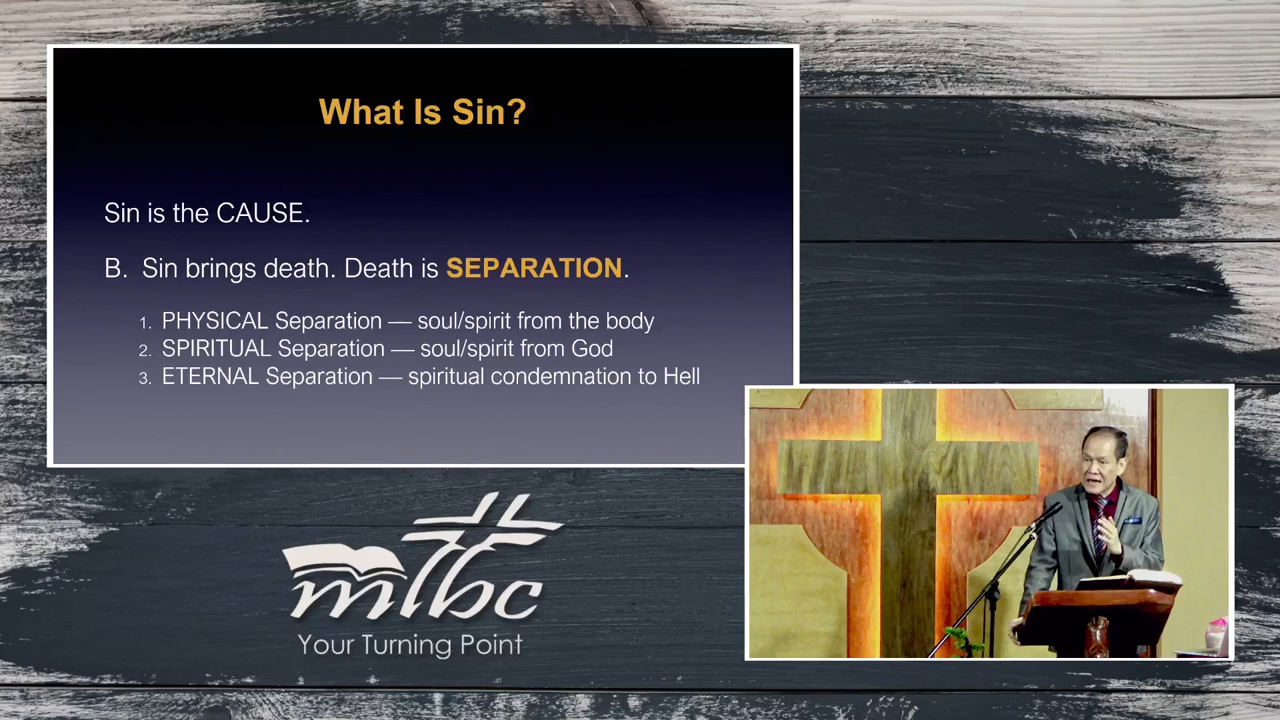 What Is Sin?
Sin is the CAUSE.
B. Sin brings death. Death is SEPARATION.
1. PHYSICAL Separation — soul/spirit from the body
2. SPIRITUAL Separation — soul/spirit from God
3. ETERNAL Separation — spiritual condemnation to Hell
mlbc
Your Turning Point